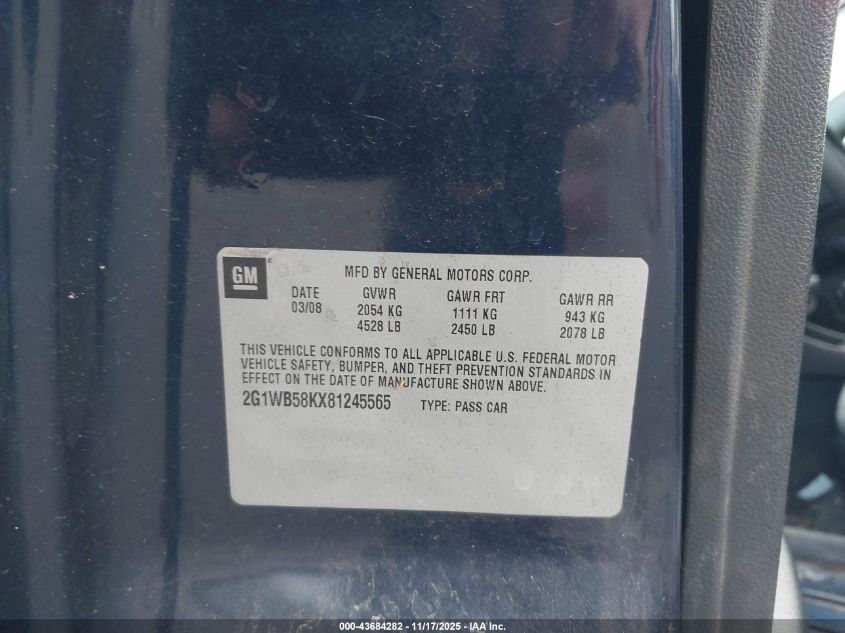 GM
MFD BY GENERAL MOTORS CORP.
DATE GVWR GAWR FRT GAWR RR
03/08 2054 KG 1111 KG 943 KG
4528 LB 2450 LB 2078 LB
THIS VEHICLE CONFORMS TO ALL APPLICABLE U.S. FEDERAL MOTOR
VEHICLE SAFETY, BUMPER, AND THEFT PREVENTION STANDARDS IN
EFFECT ON THE DATE OF MANUFACTURE SHOWN ABOVE.
2G1WB58KX81245565 TYPE: PASS CAR
000-43684282 - 11/17/2025 - IAA Inc.